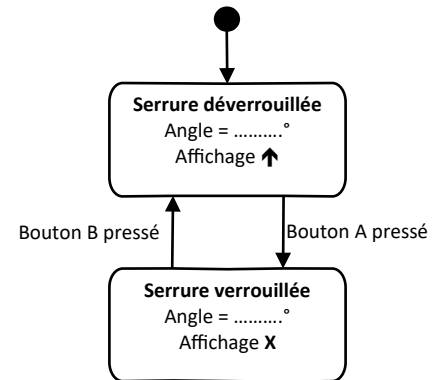 Serrure déverrouillée
Angle = ……….°
Affichage 🡹
Bouton B pressé
Bouton A pressé
Serrure verrouillée
Angle = ……….°
Affichage X